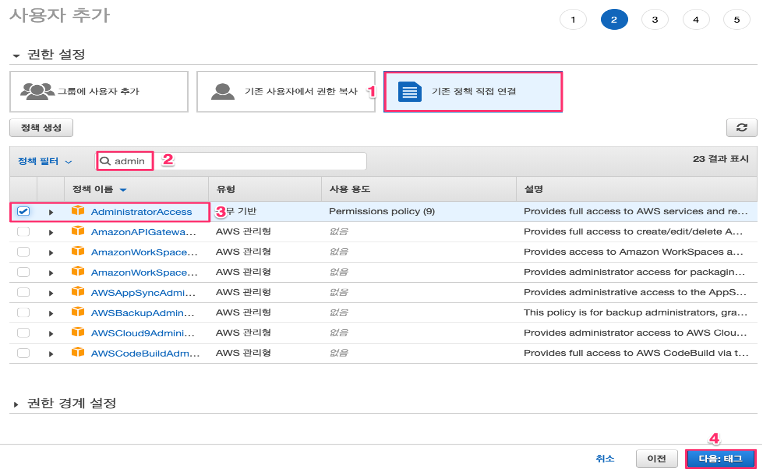 사용자 추가
1 2 3 4 5
권한 설정
그룹에 사용자 추가
기존 사용자에서 권한 복사
1
기존 정책 직접 연결
정책 생성
정책 필터
admin
2
23 결과 표시
정책 이름 유형 사용 용도 설명
AdministratorAccess 3 무 기반 Permissions policy (9) Provides full access to AWS services and re...
AmazonAPIGatewa... AWS 관리형 없음 Provides full access to create/edit/delete A...
AmazonWorkSpace... AWS 관리형 없음 Provides access to Amazon WorkSpaces a...
AmazonWorkSpace... AWS 관리형 없음 Provides administrator access for packagin...
AWSAppSyncAdmi... AWS 관리형 없음 Provides administrative access to the AppS...
AWSBackupAdmin... AWS 관리형 없음 This policy is for backup administrators, gra...
AWSCloud9Admini... AWS 관리형 없음 Provides administrator access to AWS Clou...
AWSCodeBuildAdm... AWS 관리형 없음 Provides full access to AWS CodeBuild via t...
권한 경계 설정
4
취소 이전 다음: 태그